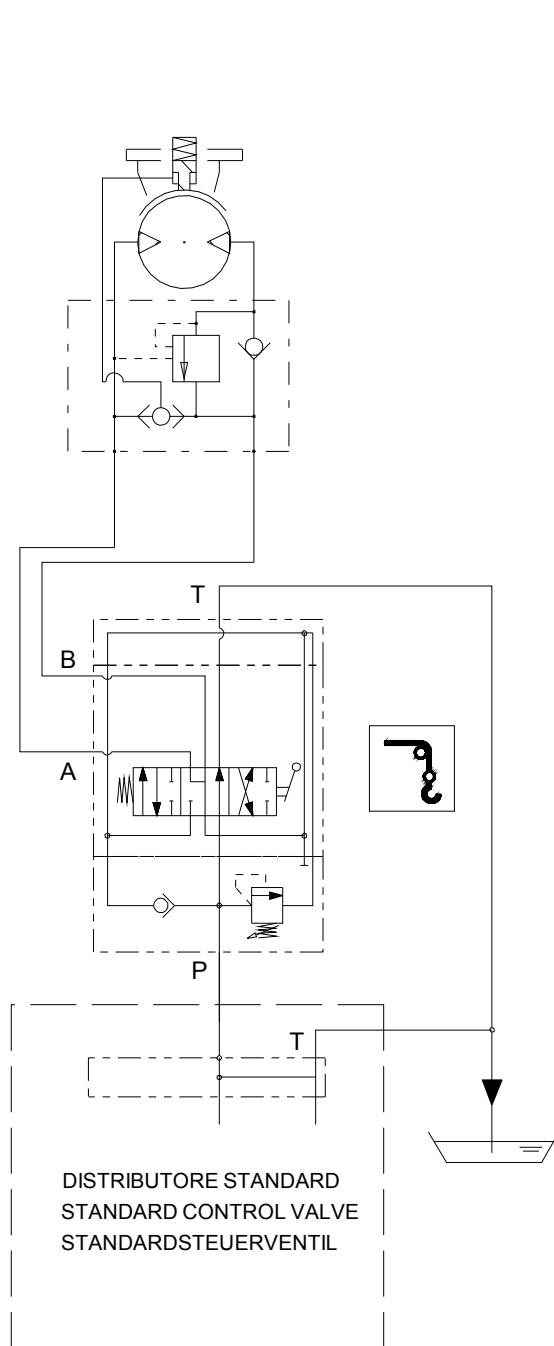 T
B
A
P
T
DISTRIBUTORE STANDARD
STANDARD CONTROL VALVE
STANDARDSTEUERVENTIL